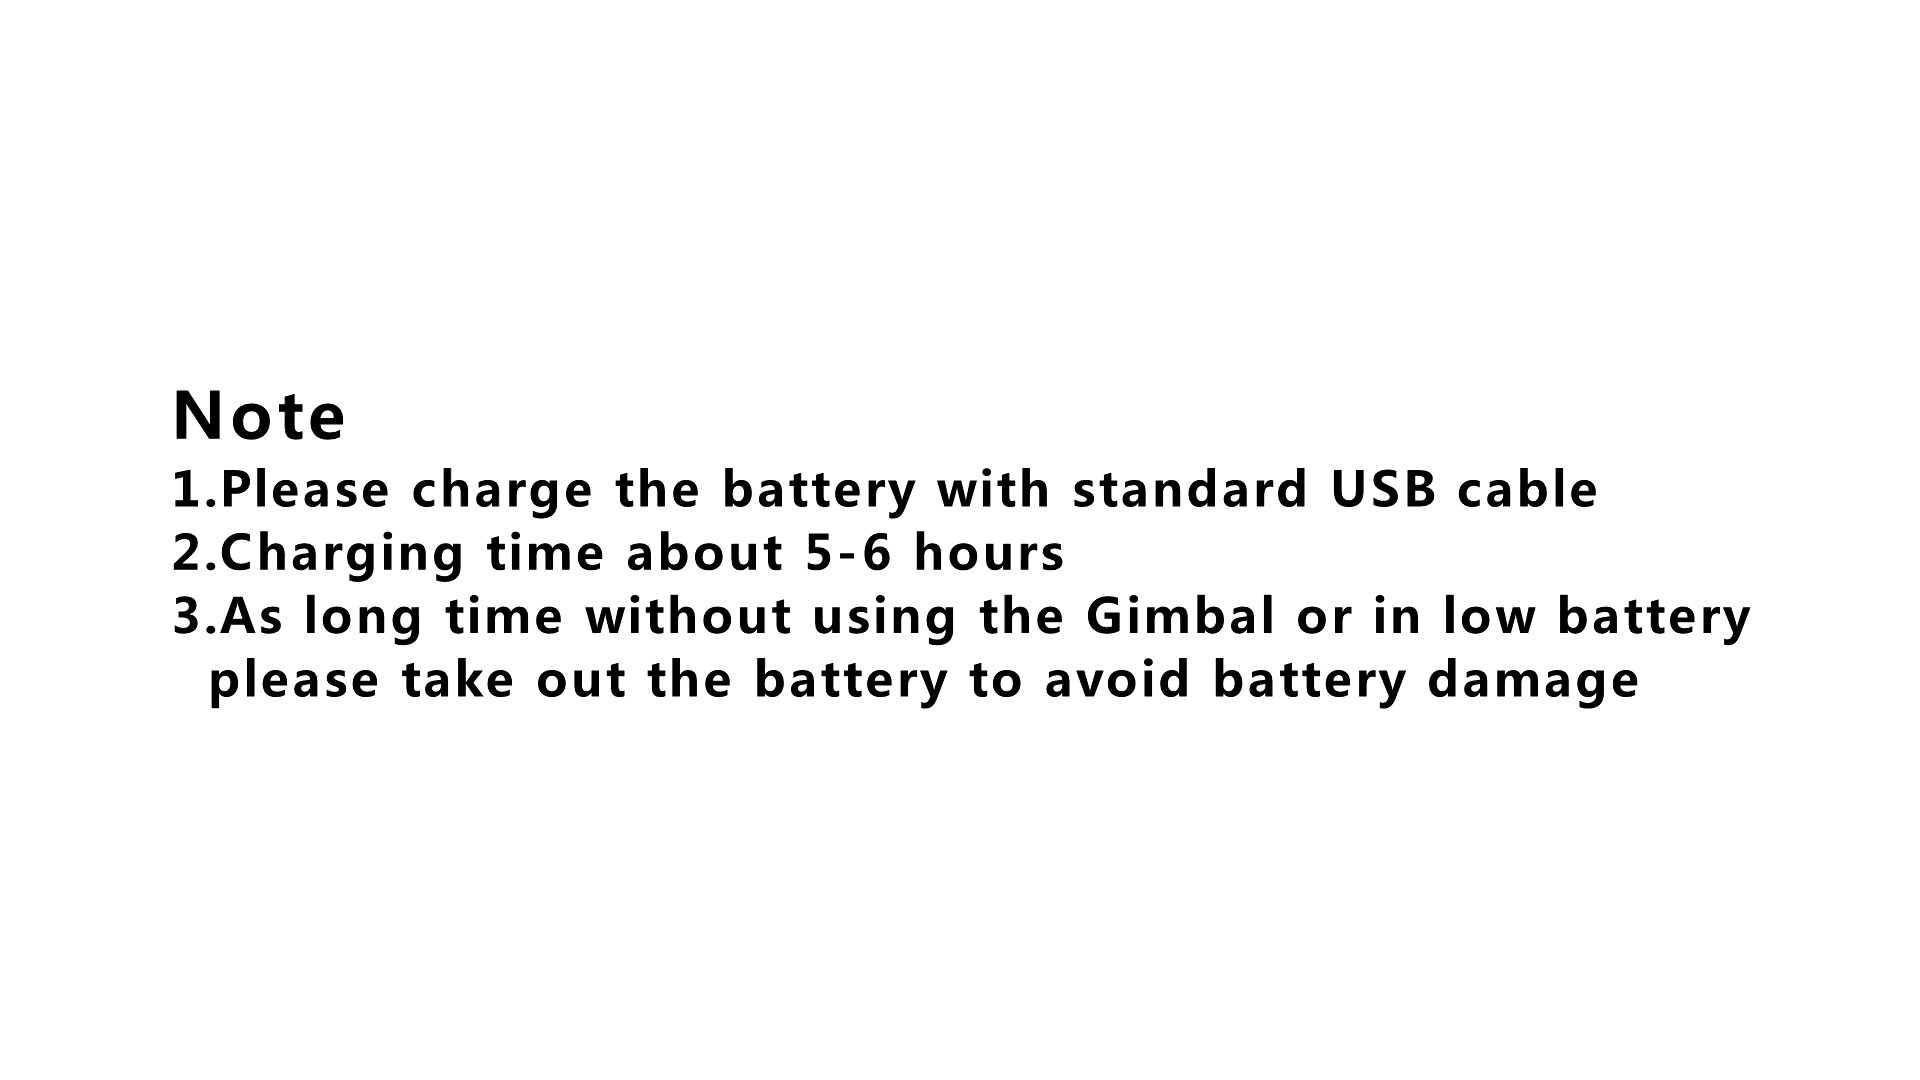 Note
1.Please charge the battery with standard USB cable
2.Charging time about 5-6 hours
3.As long time without using the Gimbal or in low battery
please take out the battery to avoid battery damage